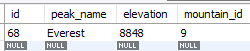 id peak_name elevation mountain_id
68 Everest 8848 9
NULL NULL NULL NULL